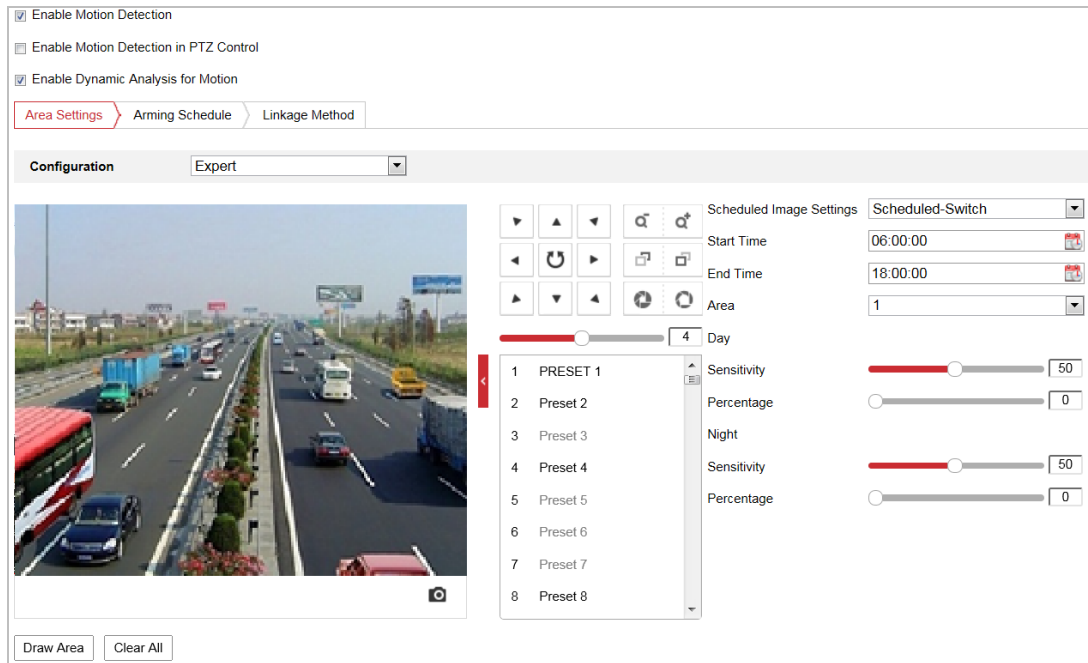 Enable Motion Detection
Enable Motion Detection in PTZ Control
Enable Dynamic Analysis for Motion
Area Settings
Arming Schedule
Linkage Method
Configuration
Expert
4
1 PRESET 1
2 Preset 2
3 Preset 3
4 Preset 4
5 Preset 5
6 Preset 6
7 Preset 7
8 Preset 8
Scheduled Image Settings Scheduled-Switch
Start Time 06:00:00
End Time 18:00:00
Area 1
Day
Sensitivity 50
Percentage 0
Night
Sensitivity 50
Percentage 0
Draw Area
Clear All